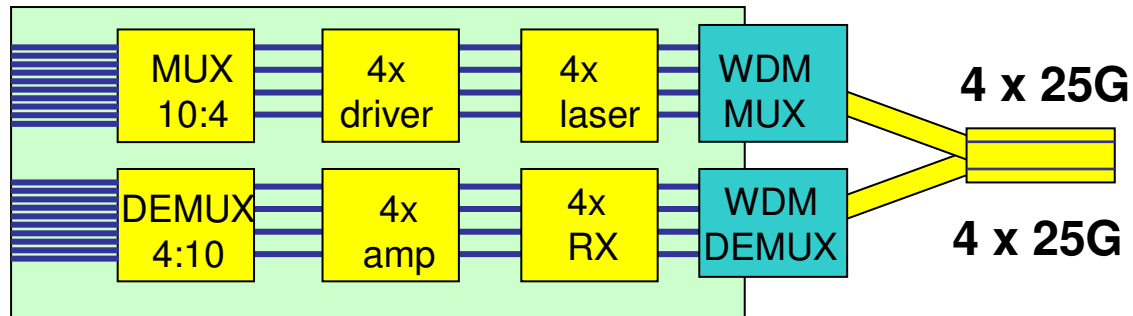 MUX
10:4
4x
driver
4x
laser
WDM
MUX
4 x 25G
DEMUX
4:10
4x
amp
4x
RX
WDM
DEMUX
4 x 25G